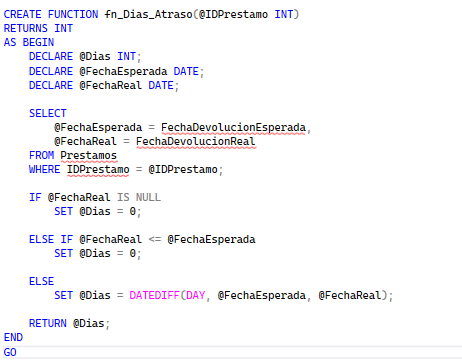 CREATE FUNCTION fn_Dias_Atraso(@IDPrestamo INT)
RETURNS INT
AS BEGIN
    DECLARE @Dias INT;
    DECLARE @FechaEsperada DATE;
    DECLARE @FechaReal DATE;

    SELECT
        @FechaEsperada = FechaDevolucionEsperada,
        @FechaReal = FechaDevolucionReal
    FROM Prestamos
    WHERE IDPrestamo = @IDPrestamo;

    IF @FechaReal IS NULL
        SET @Dias = 0;

    ELSE IF @FechaReal <= @FechaEsperada
        SET @Dias = 0;

    ELSE
        SET @Dias = DATEDIFF(DAY, @FechaEsperada, @FechaReal);

    RETURN @Dias;
END
GO